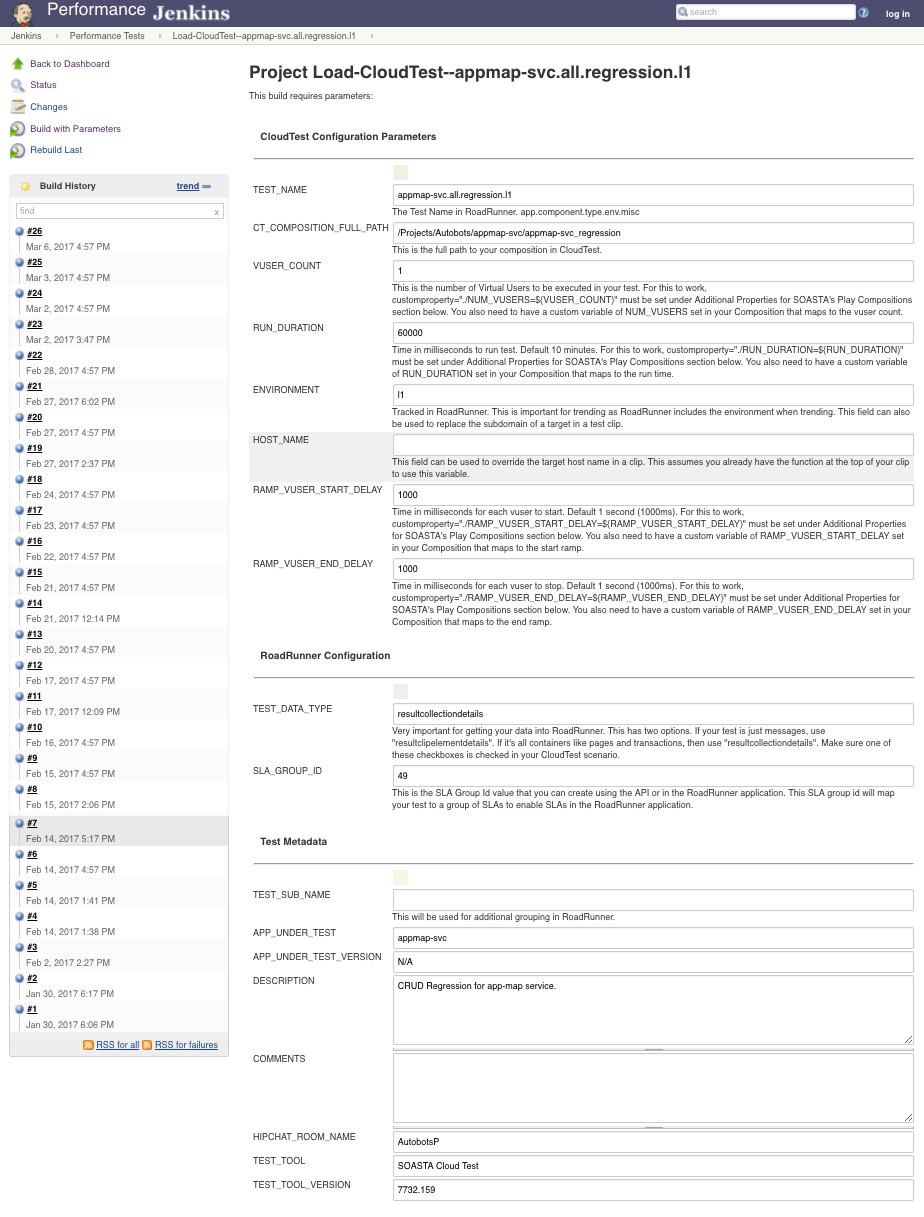 Performance Jenkins
search
log in
Jenkins
Performance Tests
Load-CloudTest--appmap-svc.all.regression.l1
Back to Dashboard
Status
Changes
Build with Parameters
Rebuild Last
Build History
trend
find
x
#26
Mar 6, 2017 4:57 PM
#25
Mar 3, 2017 4:57 PM
#24
Mar 2, 2017 4:57 PM
#23
Mar 2, 2017 3:47 PM
#22
Feb 28, 2017 4:57 PM
#21
Feb 27, 2017 6:02 PM
#20
Feb 27, 2017 4:57 PM
#19
Feb 27, 2017 2:37 PM
#18
Feb 24, 2017 4:57 PM
#17
Feb 23, 2017 4:57 PM
#16
Feb 22, 2017 4:57 PM
#15
Feb 21, 2017 4:57 PM
#14
Feb 21, 2017 12:14 PM
#13
Feb 20, 2017 4:57 PM
#12
Feb 17, 2017 4:57 PM
#11
Feb 17, 2017 12:09 PM
#10
Feb 16, 2017 4:57 PM
#9
Feb 15, 2017 4:57 PM
#8
Feb 15, 2017 2:06 PM
#7
Feb 14, 2017 5:17 PM
#6
Feb 14, 2017 4:57 PM
#5
Feb 14, 2017 1:41 PM
#4
Feb 14, 2017 1:38 PM
#3
Feb 2, 2017 2:27 PM
#2
Jan 30, 2017 6:17 PM
#1
Jan 30, 2017 6:06 PM
RSS for all
RSS for failures
Project Load-CloudTest--appmap-svc.all.regression.l1
This build requires parameters:
CloudTest Configuration Parameters
TEST_NAME
appmap-svc.all.regression.l1
The Test Name in RoadRunner. app.component.type.env.misc
CT_COMPOSITION_FULL_PATH
/Projects/Autobots/appmap-svc/appmap-svc_regression
This is the full path to your composition in CloudTest.
VUSER_COUNT
1
This is the number of Virtual Users to be executed in your test. For this to work,
customproperty="./NUM_VUSERS=${VUSER_COUNT}" must be set under Additional Properties for SOASTA's Play Compositions
section below. You also need to have a custom variable of NUM_VUSERS set in your Composition that maps to the vuser count.
RUN_DURATION
60000
Time in milliseconds to run test. Default 10 minutes. For this to work, customproperty="./RUN_DURATION=${RUN_DURATION}"
must be set under Additional Properties for SOASTA's Play Compositions section below. You also need to have a custom variable
of RUN_DURATION set in your Composition that maps to the run time.
ENVIRONMENT
l1
Tracked in RoadRunner. This is important for trending as RoadRunner includes the environment when trending. This field can also
be used to replace the subdomain of a target in a test clip.
HOST_NAME
This field can be used to override the target host name in a clip. This assumes you already have the function at the top of your clip
to use this variable.
RAMP_VUSER_START_DELAY
1000
Time in milliseconds for each vuser to start. Default 1 second (1000ms). For this to work,
customproperty="./RAMP_VUSER_START_DELAY=${RAMP_VUSER_START_DELAY}" must be set under Additional Properties
for SOASTA's Play Compositions section below. You also need to have a custom variable of RAMP_VUSER_START_DELAY set
in your Composition that maps to the start ramp.
RAMP_VUSER_END_DELAY
1000
Time in milliseconds for each vuser to stop. Default 1 second (1000ms). For this to work,
customproperty="./RAMP_VUSER_END_DELAY=${RAMP_VUSER_END_DELAY}" must be set under Additional Properties for
SOASTA's Play Compositions section below. You also need to have a custom variable of RAMP_VUSER_END_DELAY set in your
Composition that maps to the end ramp.
RoadRunner Configuration
TEST_DATA_TYPE
resultcollectiondetails
Very important for getting your data into RoadRunner. This has two options. If your test is just messages, use
"resultclipelementdetails". If it's all containers like pages and transactions, then use "resultcollectiondetails". Make sure one of
these checkboxes is checked in your CloudTest scenario.
SLA_GROUP_ID
49
This is the SLA Group Id value that you can create using the API or in the RoadRunner application. This SLA group id will map
your test to a group of SLAs to enable SLAs in the RoadRunner application.
Test Metadata
TEST_SUB_NAME
This will be used for additional grouping in RoadRunner.
APP_UNDER_TEST
appmap-svc
APP_UNDER_TEST_VERSION
N/A
DESCRIPTION
CRUD Regression for app-map service.
COMMENTS
HIPCHAT_ROOM_NAME
AutobotsP
TEST_TOOL
SOASTA Cloud Test
TEST_TOOL_VERSION
7732.159